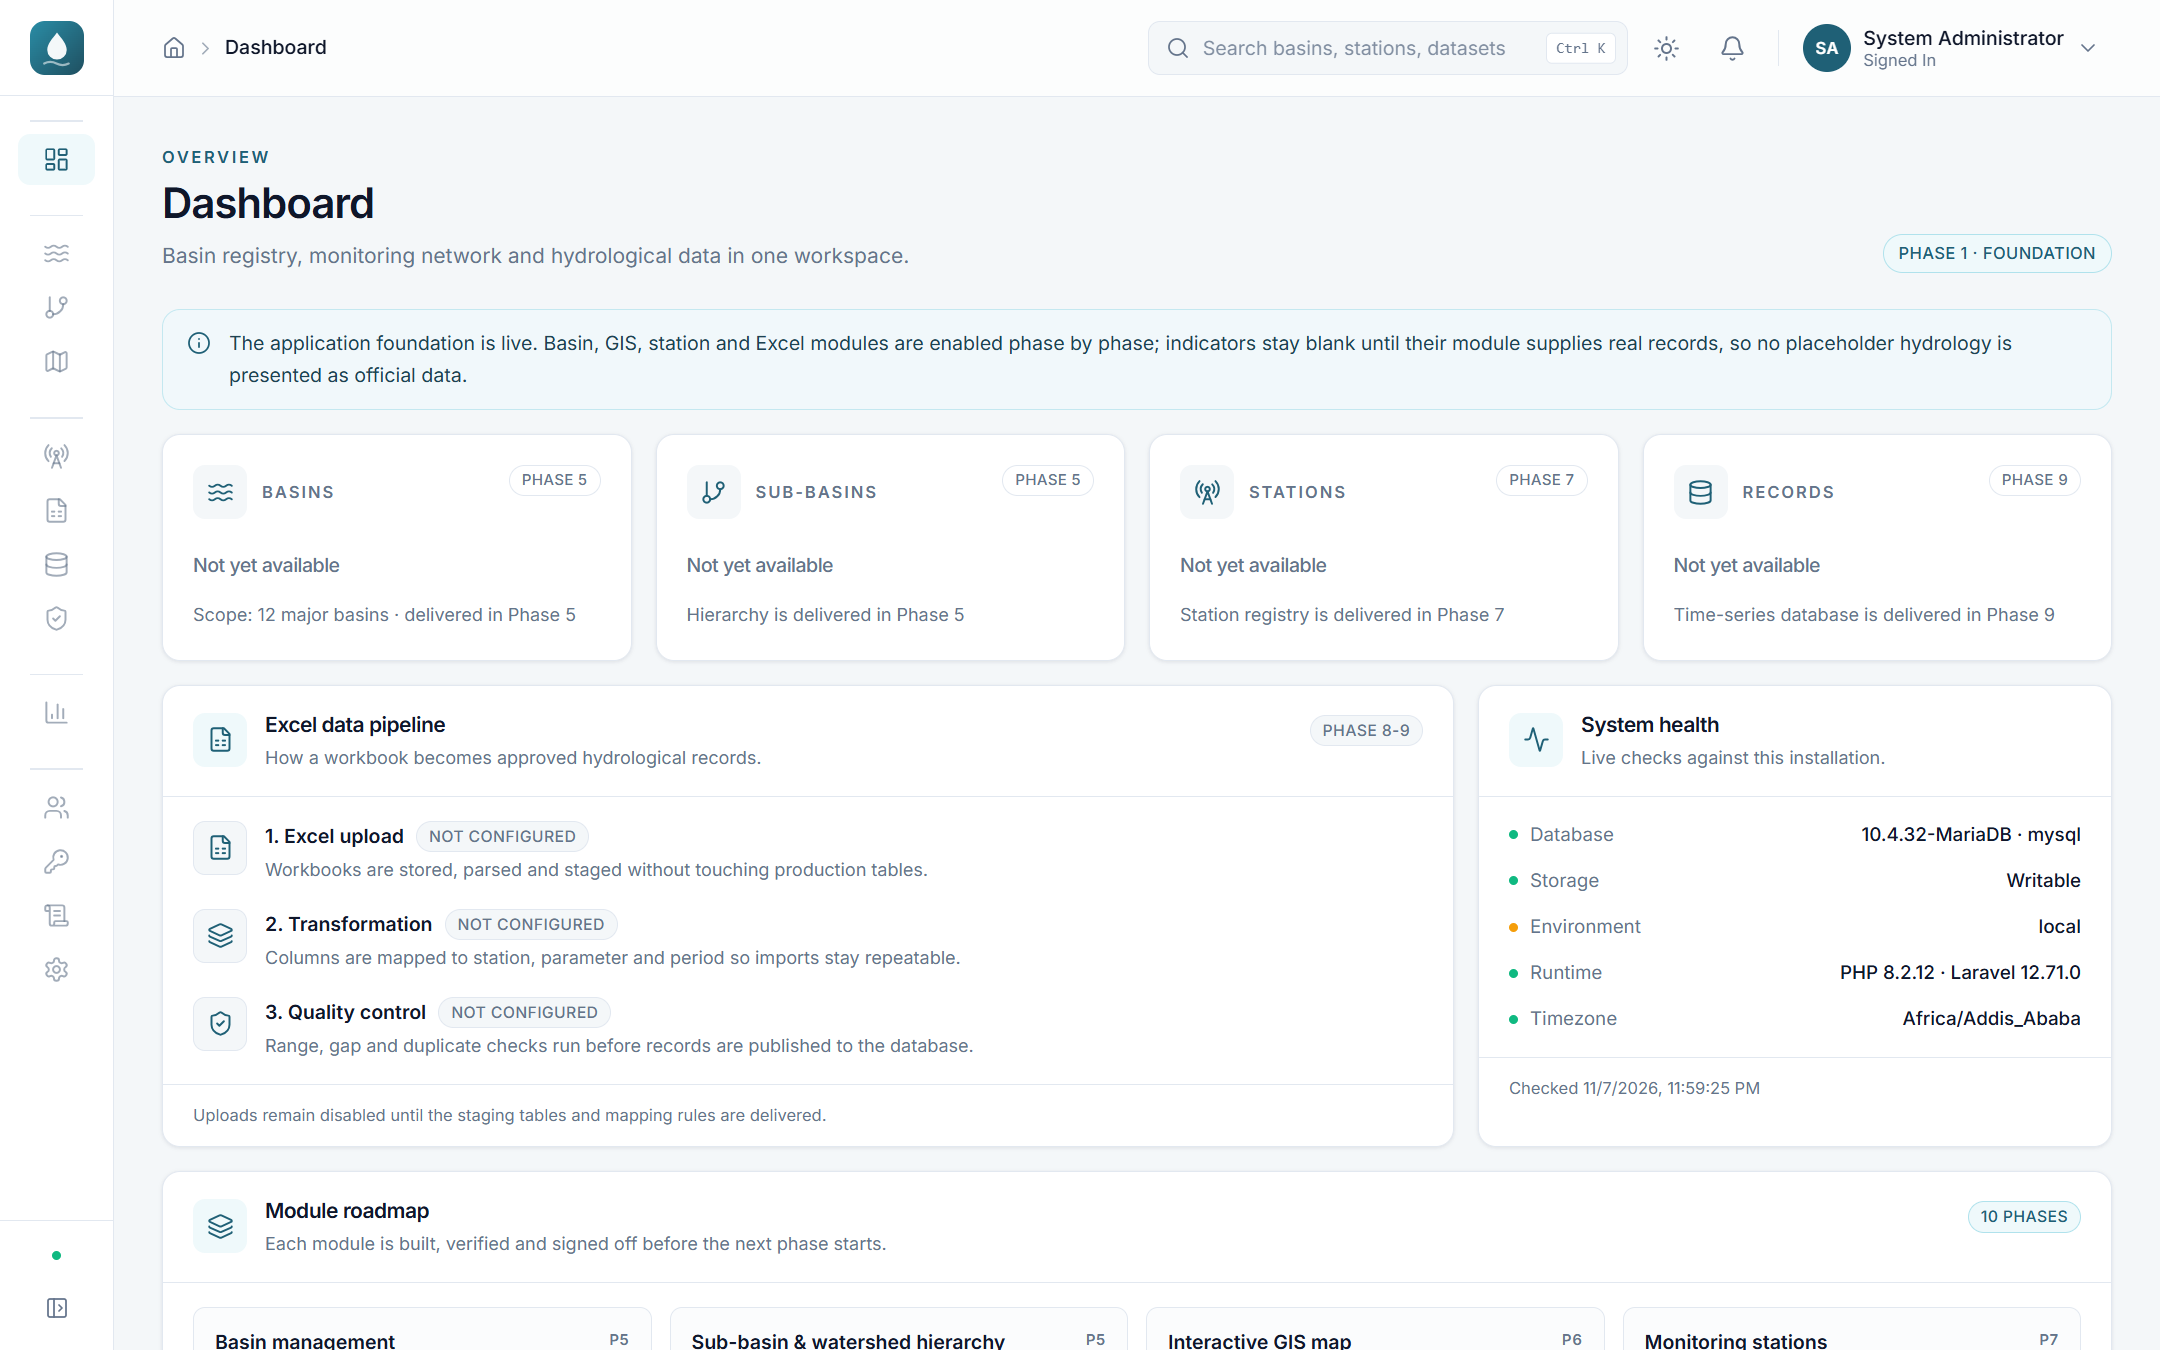 Dashboard
Search basins, stations, datasets
Ctrl K
SA
System Administrator
Signed In
OVERVIEW
Dashboard
Basin registry, monitoring network and hydrological data in one workspace.
PHASE 1 · FOUNDATION
The application foundation is live. Basin, GIS, station and Excel modules are enabled phase by phase; indicators stay blank until their module supplies real records, so no placeholder hydrology is
presented as official data.
BASINS
PHASE 5
Not yet available
Scope: 12 major basins · delivered in Phase 5
SUB-BASINS
PHASE 5
Not yet available
Hierarchy is delivered in Phase 5
STATIONS
PHASE 7
Not yet available
Station registry is delivered in Phase 7
RECORDS
PHASE 9
Not yet available
Time-series database is delivered in Phase 9
Excel data pipeline
How a workbook becomes approved hydrological records.
PHASE 8-9
1. Excel upload
NOT CONFIGURED
Workbooks are stored, parsed and staged without touching production tables.
2. Transformation
NOT CONFIGURED
Columns are mapped to station, parameter and period so imports stay repeatable.
3. Quality control
NOT CONFIGURED
Range, gap and duplicate checks run before records are published to the database.
Uploads remain disabled until the staging tables and mapping rules are delivered.
System health
Live checks against this installation.
Database
10.4.32-MariaDB · mysql
Storage
Writable
Environment
local
Runtime
PHP 8.2.12 · Laravel 12.71.0
Timezone
Africa/Addis_Ababa
Checked 11/7/2026, 11:59:25 PM
Module roadmap
Each module is built, verified and signed off before the next phase starts.
10 PHASES
Basin management
P5
Sub-basin & watershed hierarchy
P5
Interactive GIS map
P6
Monitoring stations
P7